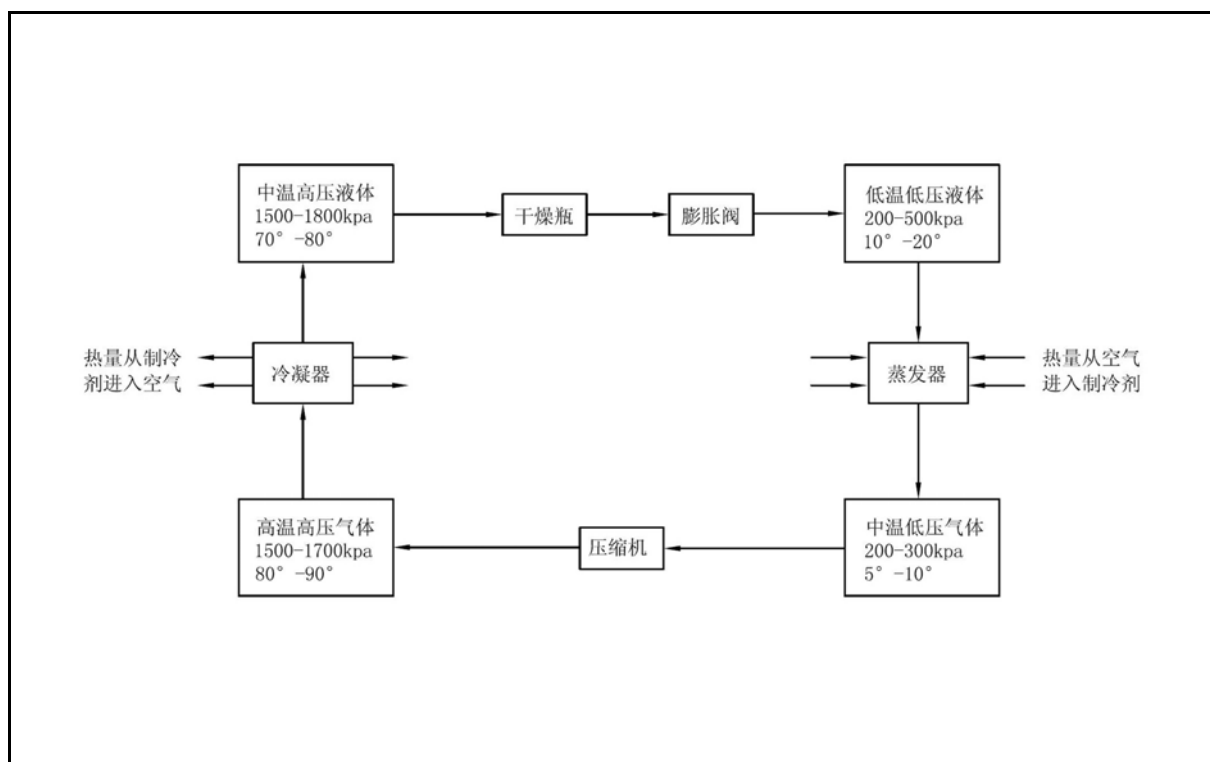 中温高压液体
1500-1800kpa
70°-80°
干燥瓶
膨胀阀
低温低压液体
200-500kpa
10°-20°
热量从制冷
剂进入空气
冷凝器
蒸发器
热量从空气
进入制冷剂
高温高压气体
1500-1700kpa
80°-90°
压缩机
中温低压气体
200-300kpa
5°-10°